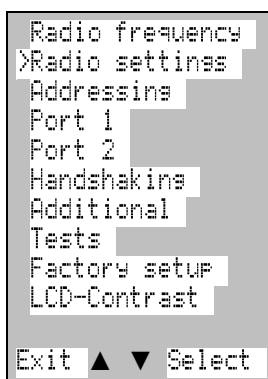 Radio frequency
>Radio settings
Addressing
Port 1
Port 2
Handshaking
Additional
Tests
Factory setup
LCD-Contrast
Exit ▲ ▼ Select